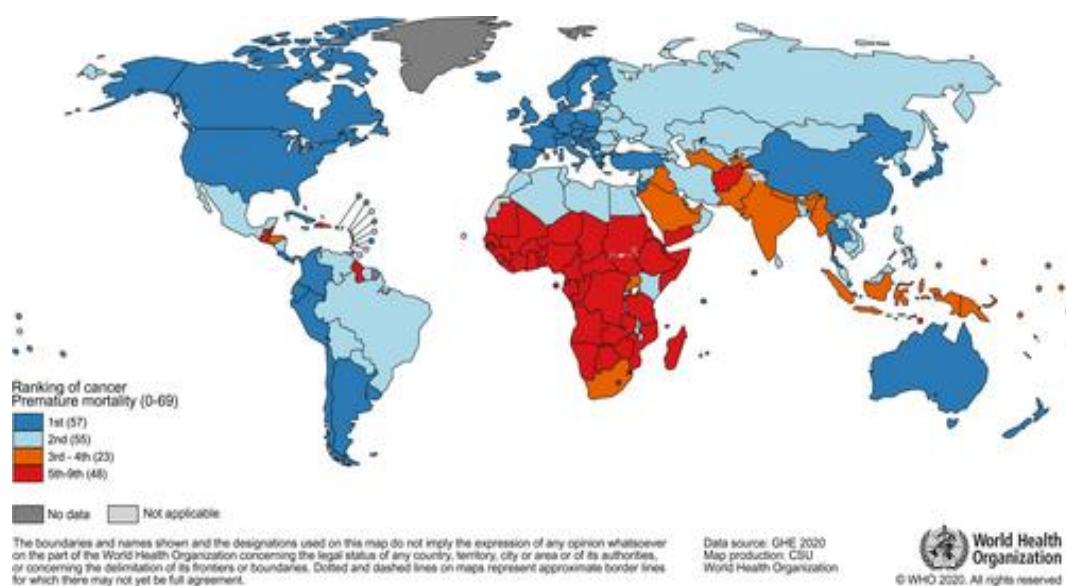 Ranking of cancer
Premature mortality (0-69)
1st (57)
2nd (55)
3rd - 4th (23)
5th-9th (48)
No data
Not applicable
The boundaries and names shown and the designations used on this map do not imply the expression of any opinion whatsoever
on the part of the World Health Organization concerning the legal status of any country, territory, city or area or of its authorities,
or concerning the delimitation of its frontiers or boundaries. Dotted and dashed lines on maps represent approximate border lines
for which there may not yet be full agreement.
Data source: GHE 2020
Map production: CSU
World Health Organization
World Health
Organization
© WHO 2020. All rights reserved